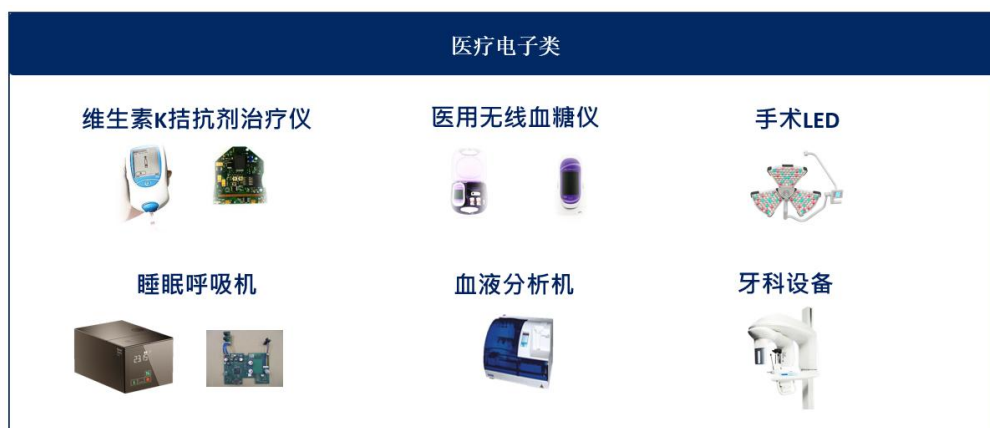 医疗电子类
维生素K拮抗剂治疗仪
医用无线血糖仪
手术LED
睡眠呼吸机
血液分析机
牙科设备